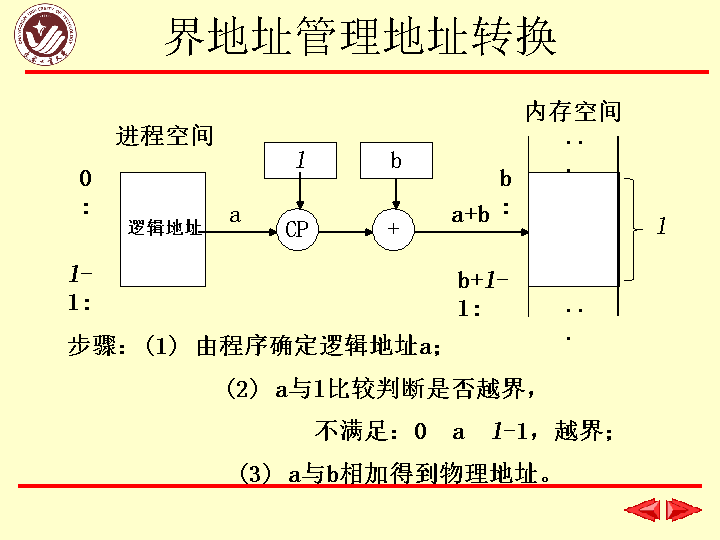 界地址管理地址转换
内存空间
进程空间
..
.
l
b
0
:
b
:
逻辑地址
a
CP
+
a+b
l
l-
1:
b+l-
1:
..
.
步骤:(1) 由程序确定逻辑地址a;
(2) a与l比较判断是否越界,
不满足:0 a l-1,越界;
(3) a与b相加得到物理地址。